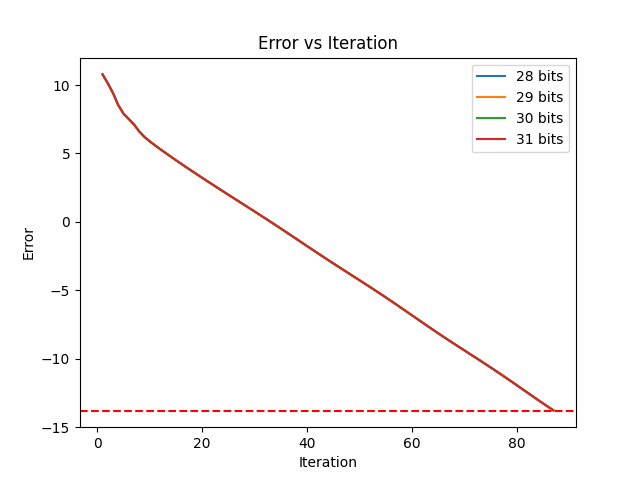 Error vs Iteration
28 bits
29 bits
30 bits
31 bits
10
5
0
−5
−10
−15
Error
0 20 40 60 80
Iteration